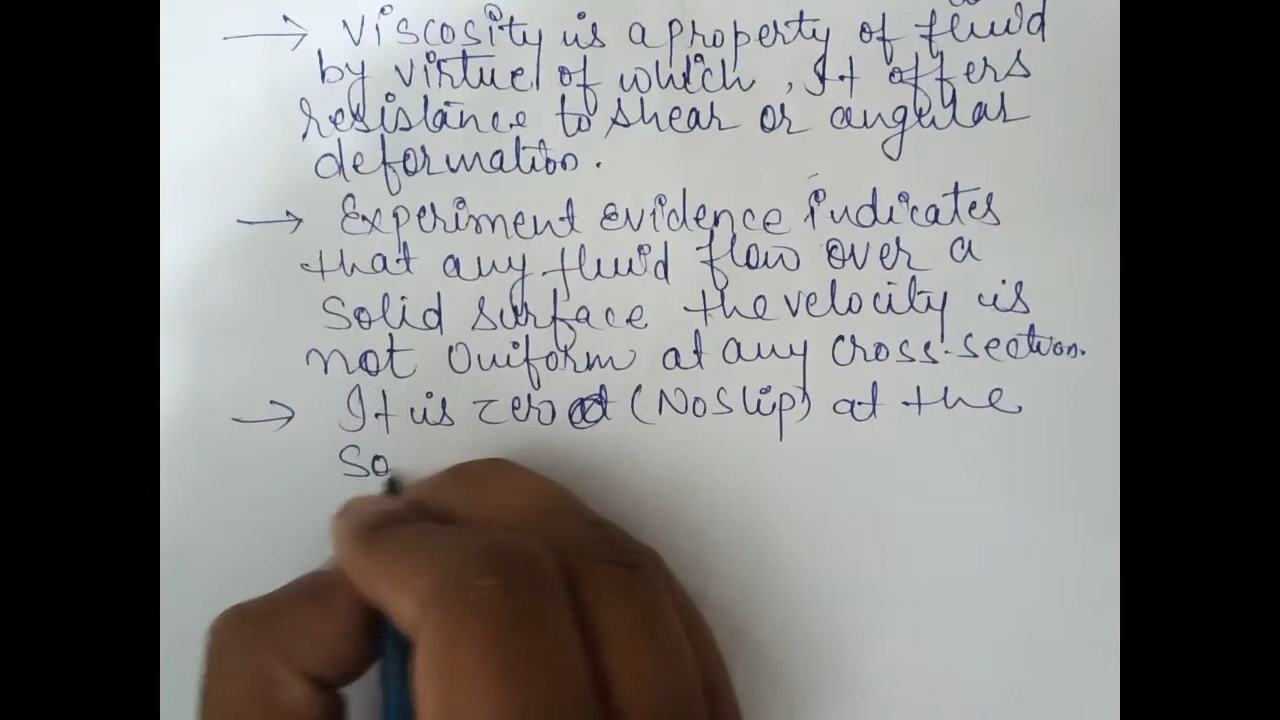 → Viscosity is a property of fluid
by virtue of which, It offers
resistance to shear or angular
deformation.
→ Experiment evidence indicates
that any fluid flow over a
solid surface the velocity is
not Uniform at any cross-section.
→ It is zero (No slip) at the
So